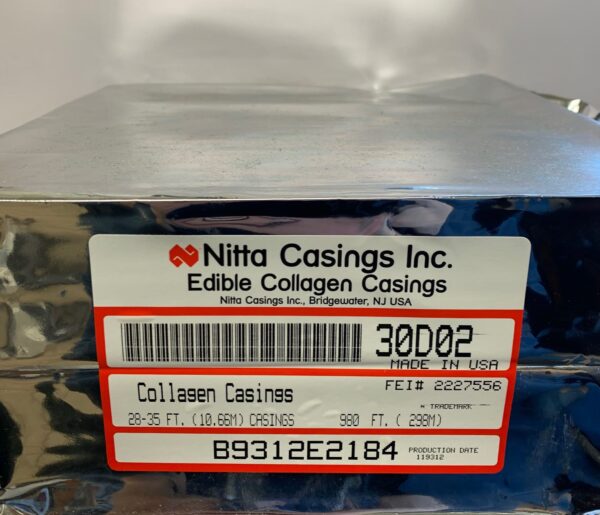 Nitta Casings Inc.
Edible Collagen Casings
Nitta Casings Inc., Bridgewater, NJ USA
30D02
MADE IN USA
Collagen Casings
FEI# 2227556
TRADEMARK
28-35 FT. (10.66M) CASINGS 980 FT. ( 298M)
B9312E2184
PRODUCTION DATE
119312